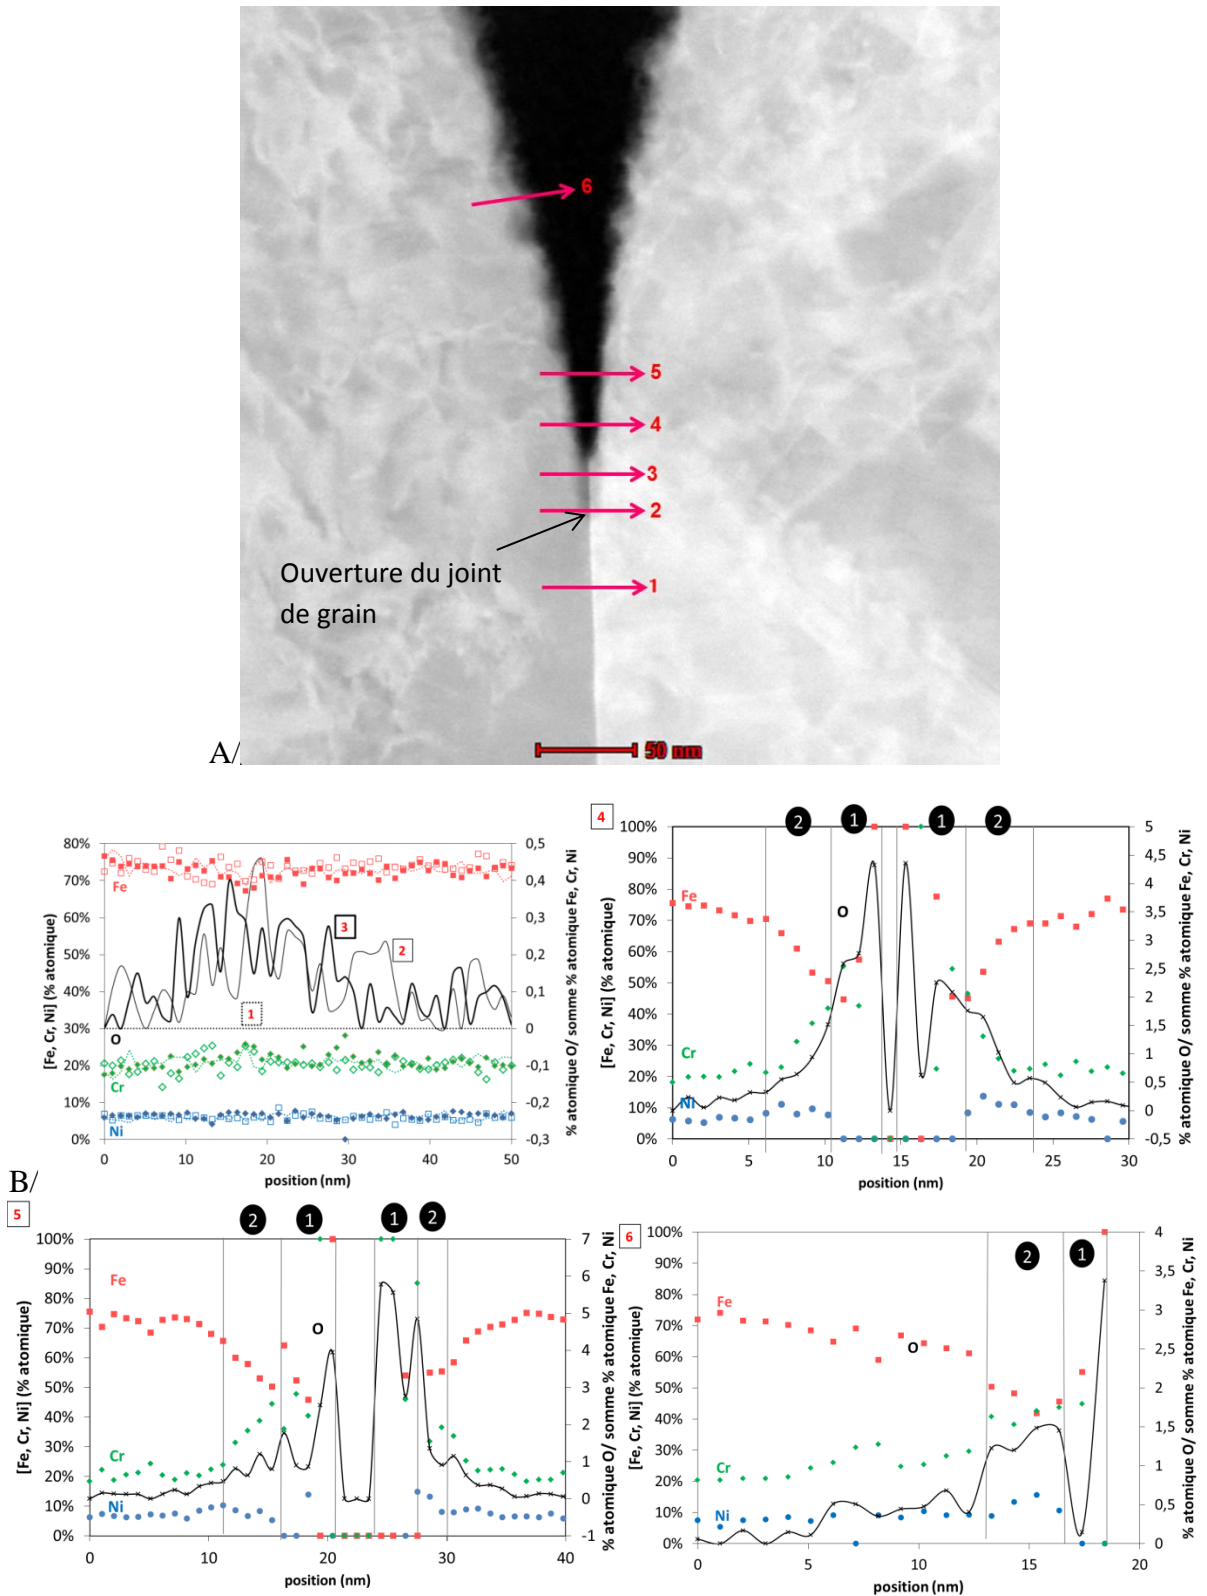 6
5
4
3
2
1
Ouverture du joint
de grain
50 nm
A/
80%
70%
60%
50%
40%
30%
20%
10%
0%
[Fe, Cr, Ni] (% atomique)
0,5
0,4
0,3
0,2
0,1
0
-0,1
-0,2
-0,3
% atomique O/ somme % atomique Fe, Cr, Ni
Fe
3
2
1
O
Cr
Ni
0 10 20 30 40 50
position (nm)
4
2 1 1 2
100%
90%
80%
70%
60%
50%
40%
30%
20%
10%
0%
[Fe, Cr, Ni] (% atomique)
5
4,5
3,5
2,5
1,5
0,5
-0,5
% atomique O/ somme % atomique Fe, Cr, Ni
Fe
O
Cr
Ni
0 5 10 15 20 25 30
position (nm)
B/
5
2 1 1 2
100%
90%
80%
70%
60%
50%
40%
30%
20%
10%
0%
[Fe, Cr, Ni] (% atomique)
7
6
5
4
3
2
1
0
-1
% atomique O/ somme % atomique Fe, Cr, Ni
Fe
O
Cr
Ni
0 10 20 30 40
position (nm)
6
2 1
100%
90%
80%
70%
60%
50%
40%
30%
20%
10%
0%
[Fe, Cr, Ni] (% atomique)
4
3,5
3
2,5
2
1,5
1
0,5
0
% atomique O/ somme % atomique Fe, Cr, Ni
Fe
O
Cr
Ni
0 5 10 15 20
position (nm)